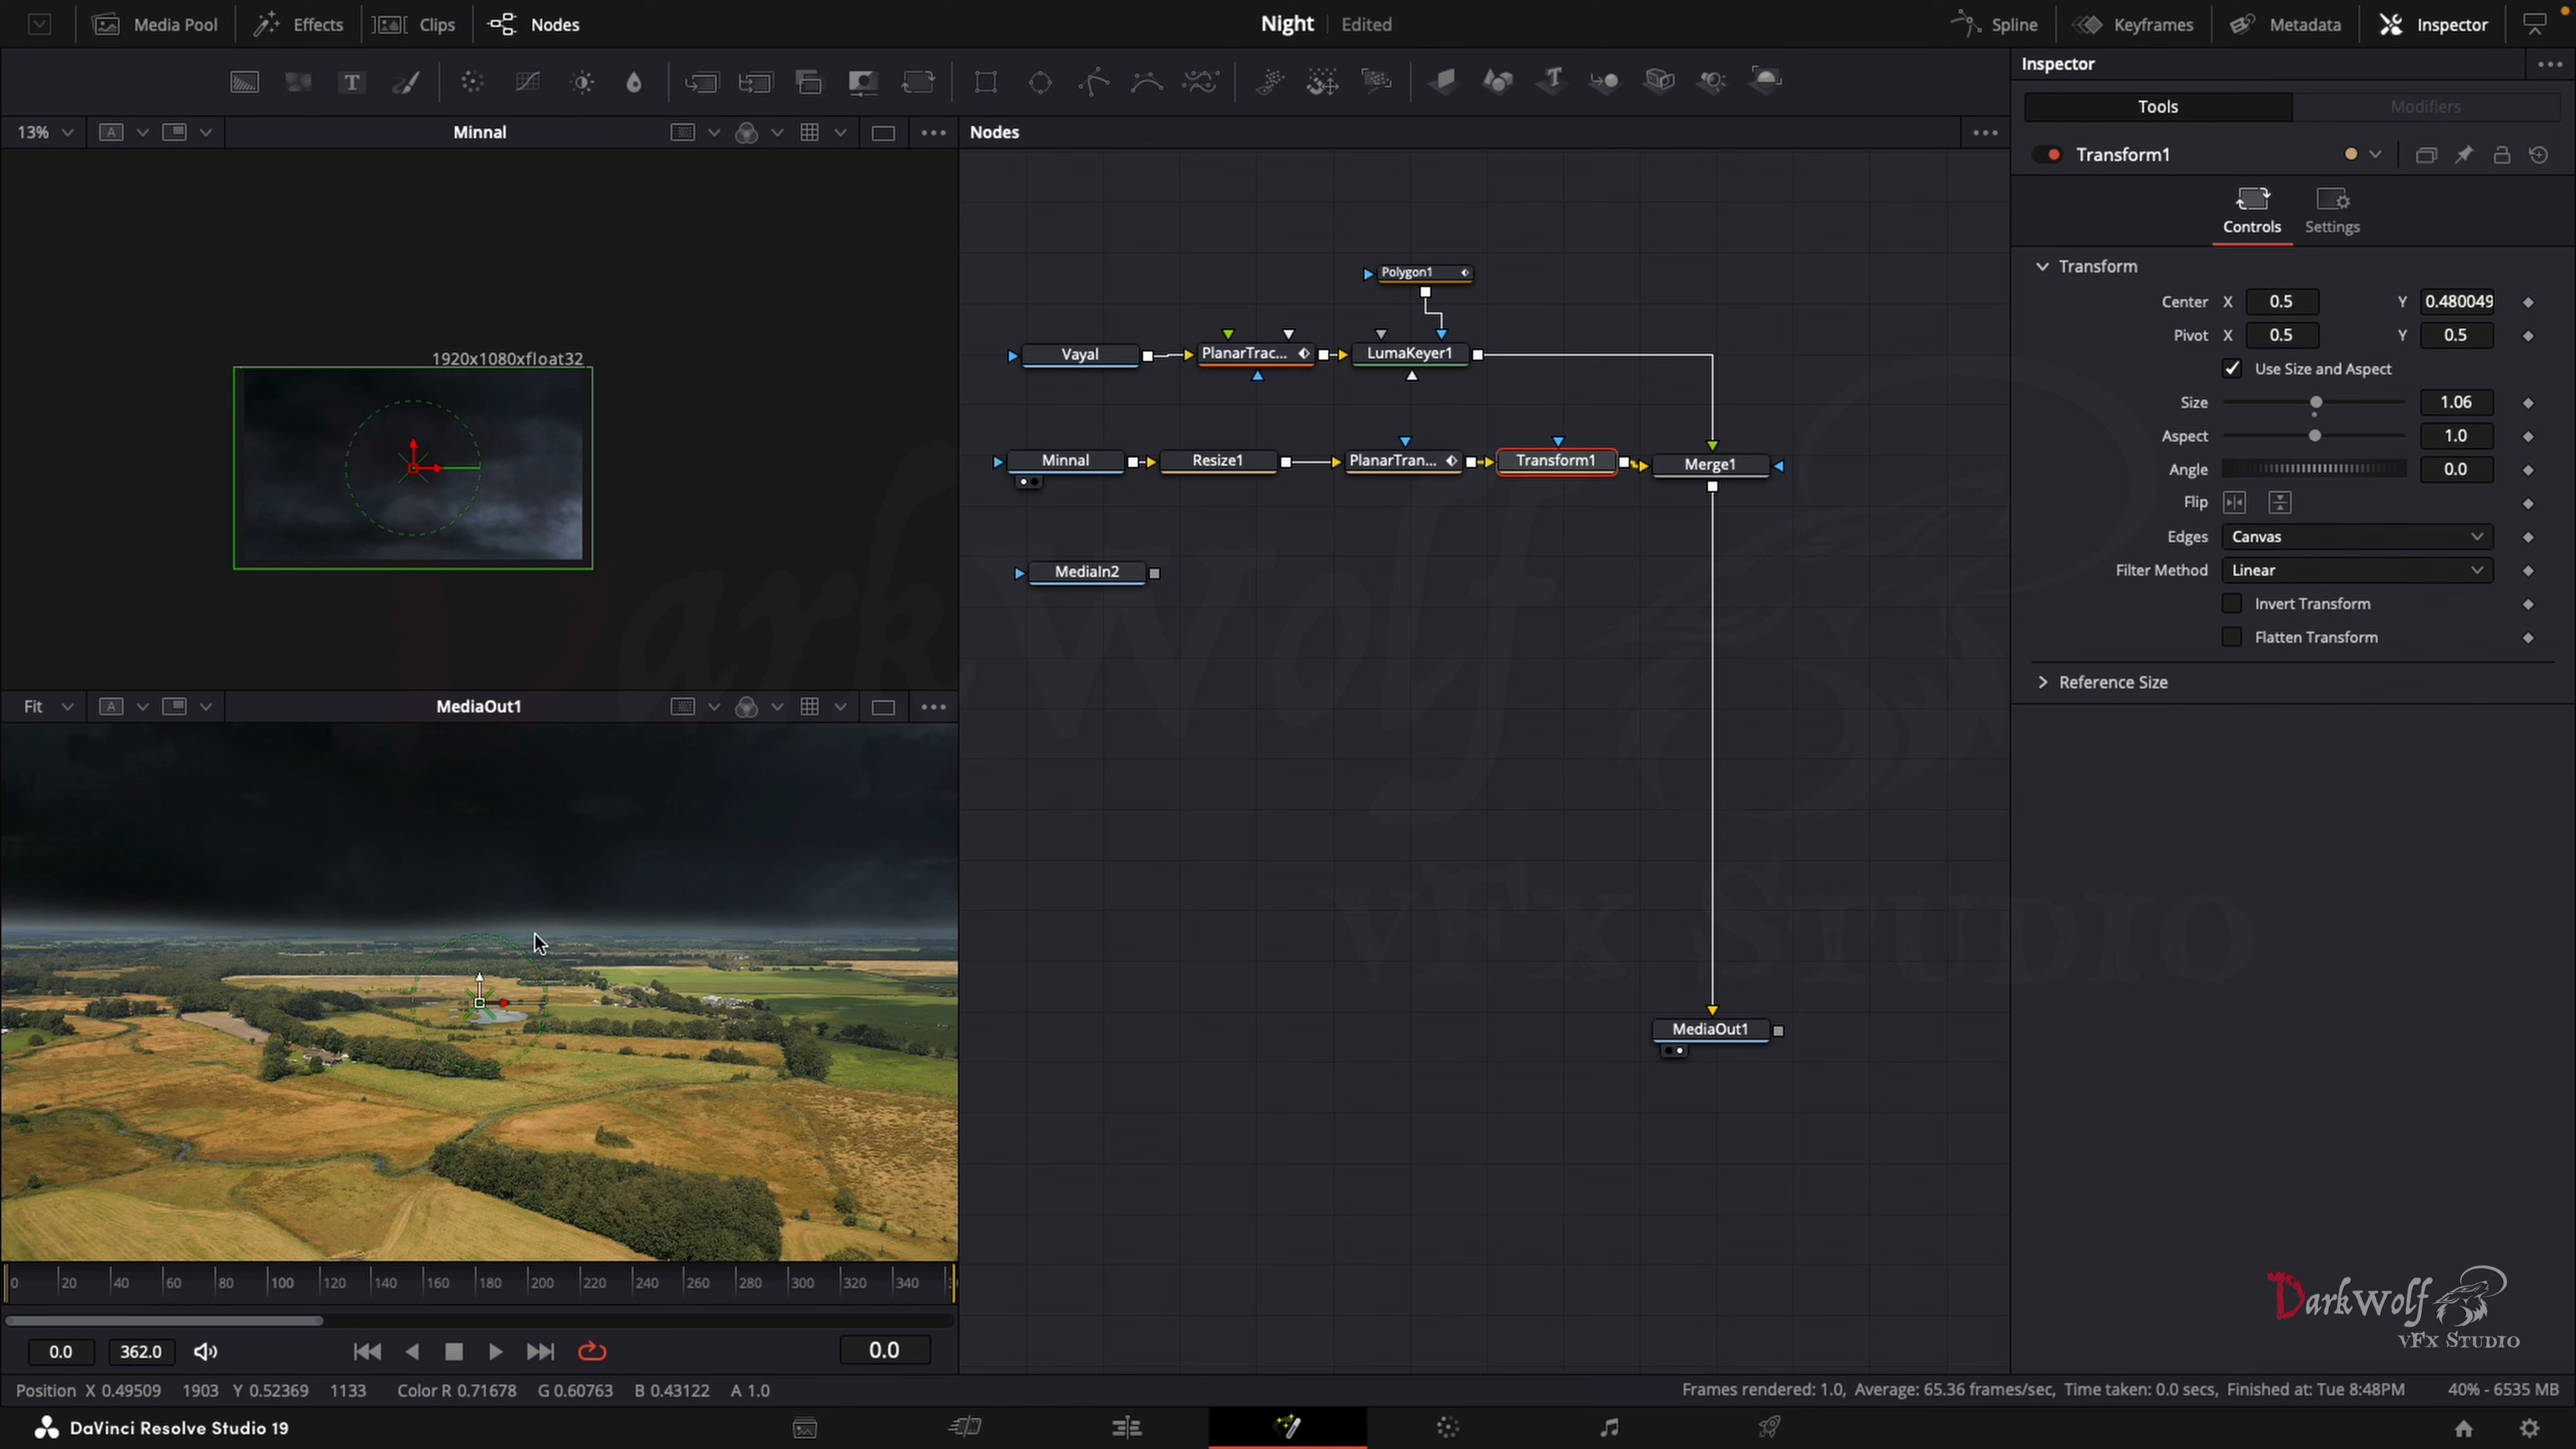 Media Pool Effects Clips Nodes Night Edited Spline Keyframes Metadata Inspector
T
Inspector
13% A Minnal Nodes
Tools Modifiers
Transform1
Controls Settings
Transform
Center X 0.5 Y 0.480049
Pivot X 0.5 Y 0.5
Use Size and Aspect
Size 1.06
Aspect 1.0
Angle 0.0
Flip
Edges Canvas
Filter Method Linear
Invert Transform
Flatten Transform
Reference Size
Polygon1
Vayal PlanarTrac... LumaKeyer1
1920x1080xfloat32
Minnal Resize1 PlanarTran... Transform1 Merge1
MediaIn2
DarkWolf
vFx Studio
Fit A MediaOut1
MediaOut1
0 20 40 60 80 100 120 140 160 180 200 220 240 260 280 300 320 340
0.0 362.0 0.0
DarkWolf
vFx Studio
Position X 0.49509 1903 Y 0.52369 1133 Color R 0.71678 G 0.60763 B 0.43122 A 1.0
Frames rendered: 1.0, Average: 65.36 frames/sec, Time taken: 0.0 secs, Finished at: Tue 8:48PM 40% - 6535 MB
DaVinci Resolve Studio 19